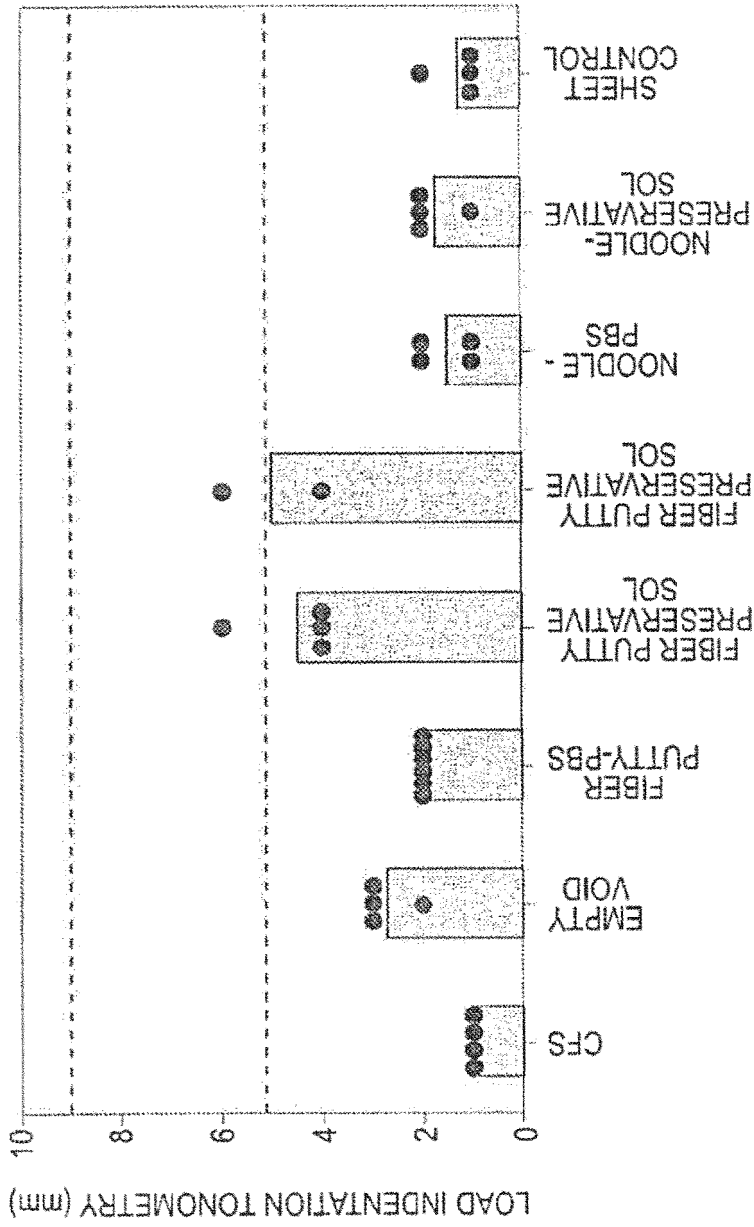 LOAD INDENTATION TONOMETRY (mm)
10
8
6
4
2
0
CFS
EMPTY
VOID
FIBER
PUTTY-PBS
FIBER PUTTY
PRESERVATIVE
SOL
FIBER PUTTY
PRESERVATIVE
SOL
NOODLE -
PBS
NOODLE-
PRESERVATIVE
SOL
SHEET
CONTROL